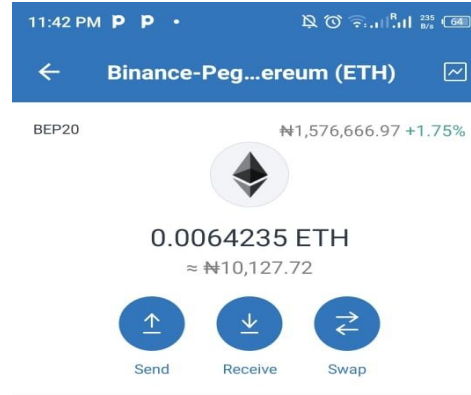 11:42 PM P P • R 235 B/s 64
Binance-Peg...ereum (ETH)
BEP20 ₦1,576,666.97 +1.75%
0.0064235 ETH
≈ ₦10,127.72
Send Receive Swap